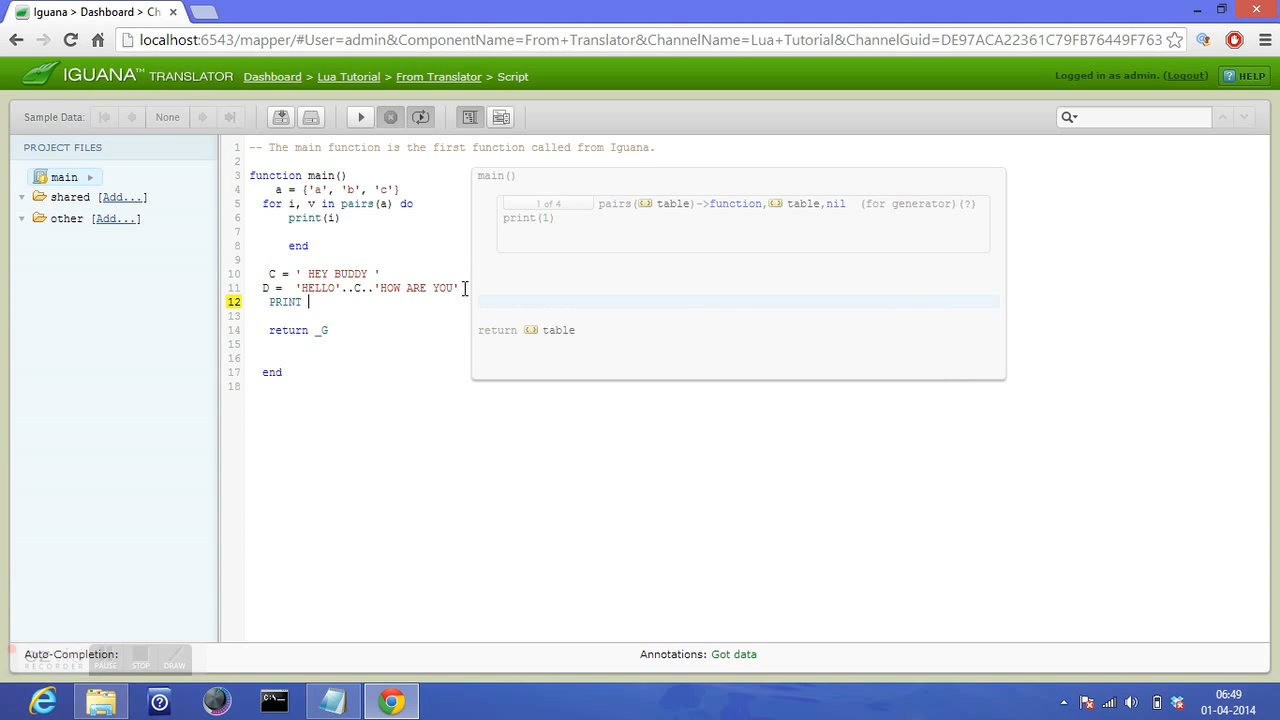 Iguana > Dashboard > Ch
localhost:6543/mapper/#User=admin&ComponentName=From+Translator&ChannelName=Lua+Tutorial&ChannelGuid=DE97ACA22361C79FB76449F763
IGUANA™ TRANSLATOR Dashboard > Lua Tutorial > From Translator > Script
Logged in as admin. (Logout) HELP
Sample Data: None
PROJECT FILES
main
shared [Add...]
other [Add...]
1 -- The main function is the first function called from Iguana.
2
3 function main()
4 a = {'a', 'b', 'c'}
5 for i, v in pairs(a) do
6 print(i)
7
8 end
9
10 C = ' HEY BUDDY '
11 D = 'HELLO'..C..'HOW ARE YOU'
12 PRINT
13
14 return _G
15
16
17 end
18
main()
1 of 4 pairs( table)->function, table,nil (for generator)(?)
print(1)
return table
Auto-Completion:
RECORDER PAUSE STOP DRAW
Annotations: Got data
06:49
01-04-2014